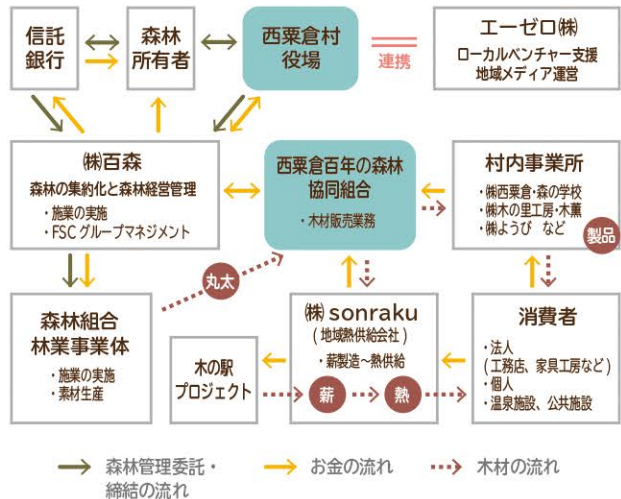 信託
銀行
森林
所有者
西粟倉村
役場
連携
エーゼロ㈱
ローカルベンチャー支援
地域メディア運営
㈱百森
森林の集約化と森林経営管理
・施業の実施
・FSCグループマネジメント
西粟倉百年の森林
協同組合
・木材販売業務
村内事業所
・㈱西粟倉・森の学校
・㈱木の里工房・木薫
・㈱ようび など
製品
丸太
森林組合
林業事業体
・施業の実施
・素材生産
木の駅
プロジェクト
㈱ sonraku
(地域熱供給会社)
・薪製造～熱供給
薪
熱
消費者
・法人
(工務店、家具工房など)
・個人
・温泉施設、公共施設
森林管理委託・
締結の流れ
お金の流れ
木材の流れ